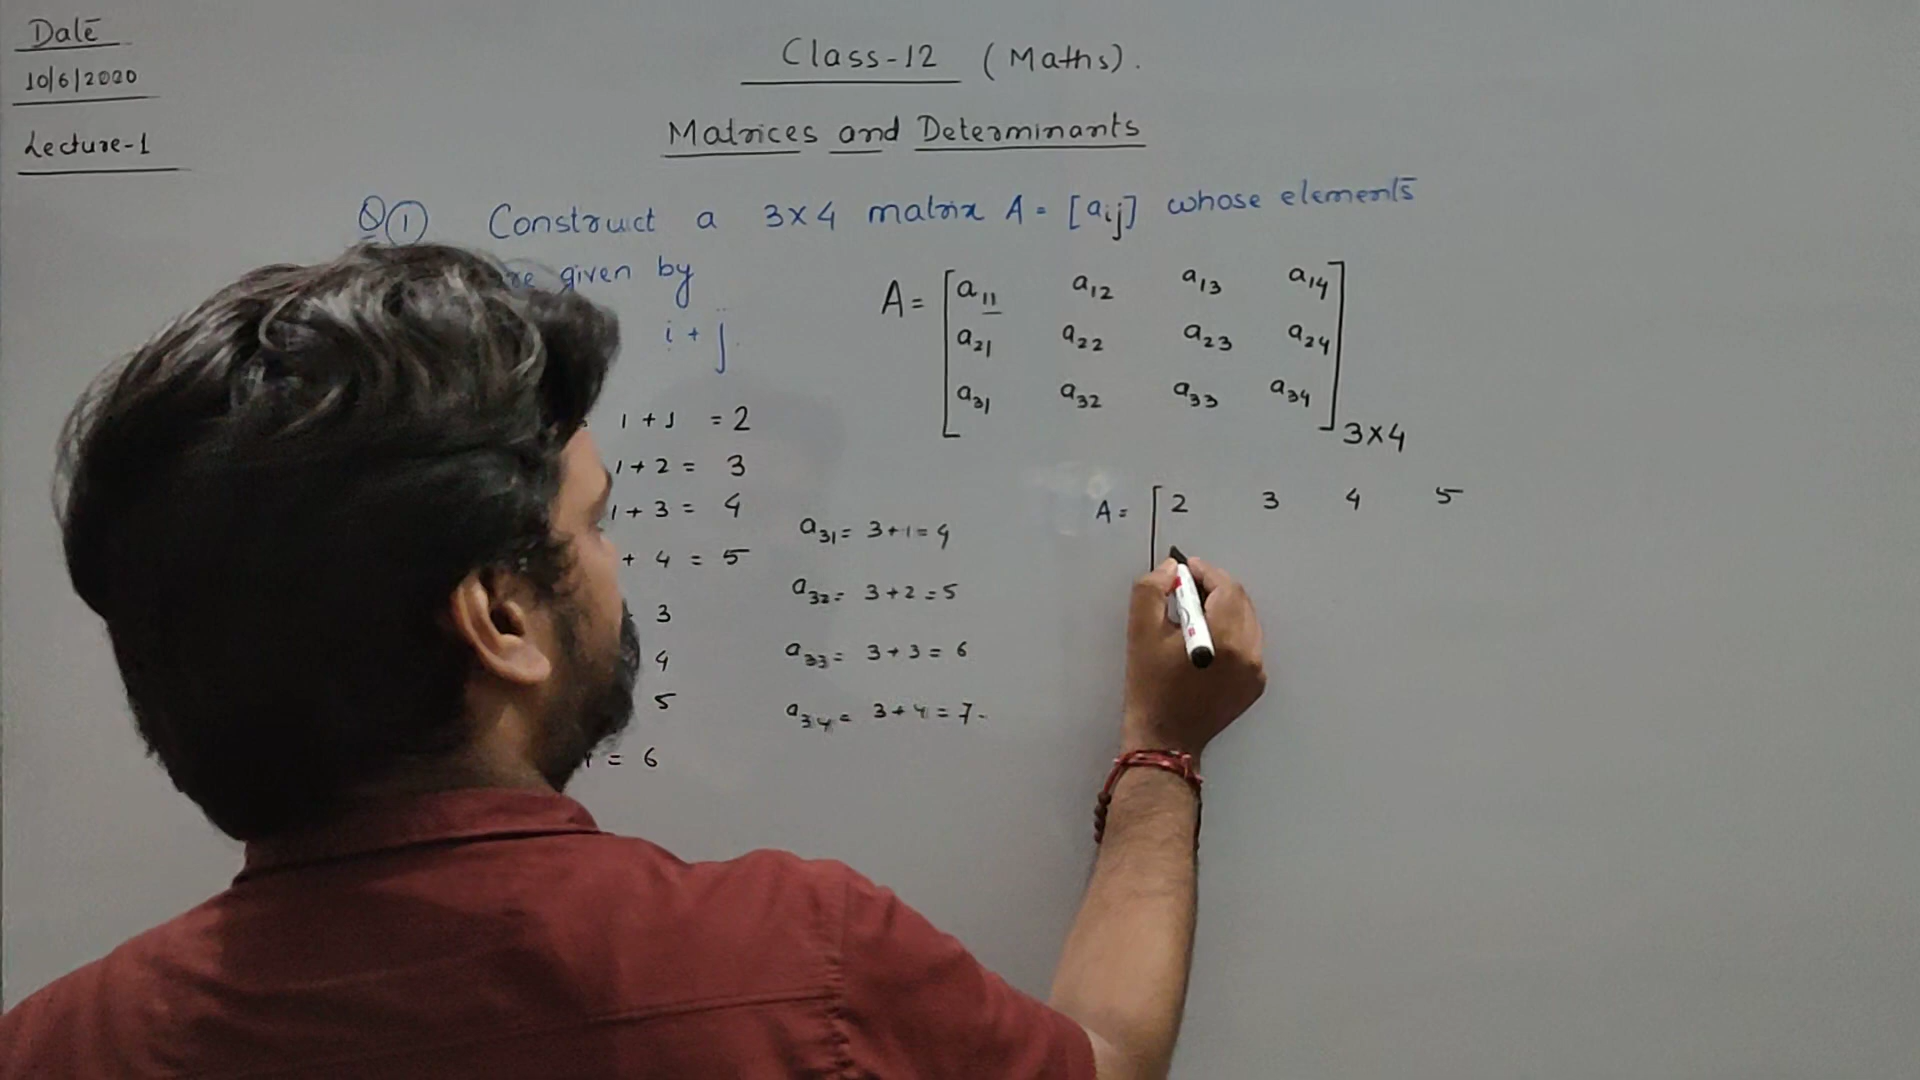 Date
10/6/2020
Lecture-1
Class-12 (Maths).
Matrices and Determinants
Q ① Construct a 3×4 matrix A = [aij] whose elements
given by
i + j
A = [ a11 a12 a13 a14
a21 a22 a23 a24
a31 a32 a33 a34 ] 3×4
1 + 1 = 2
1 + 2 = 3
1 + 3 = 4
+ 4 = 5
3
4
5
= 6
a31 = 3+1 = 4
a32 = 3+2 = 5
a33 = 3+3 = 6
a34 = 3+4 = 7.
A = [ 2 3 4 5